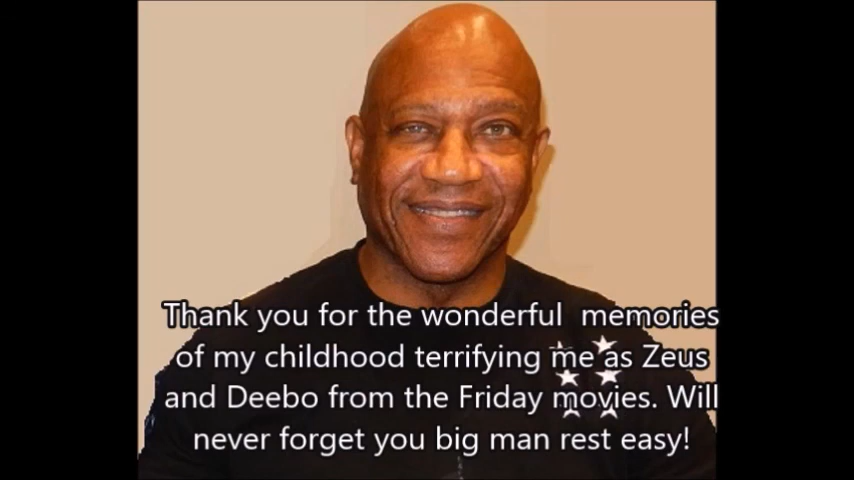 Thank you for the wonderful  memories
of my childhood terrifying me as Zeus
and Deebo from the Friday movies. Will
never forget you big man rest easy!